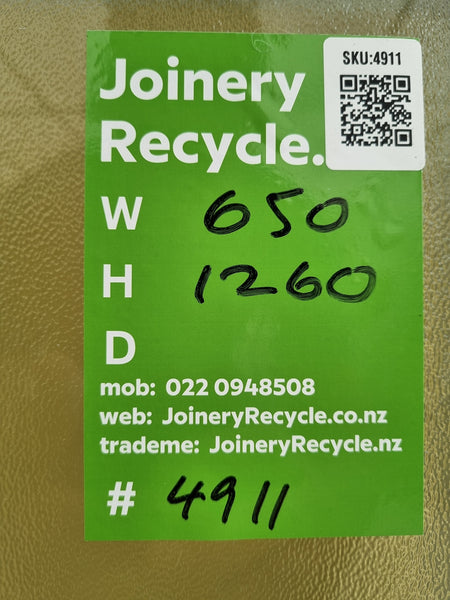 SKU:4911
Joinery
Recycle.
W 650
H 1260
D
mob: 022 0948508
web: JoineryRecycle.co.nz
trademe: JoineryRecycle.nz
# 4911